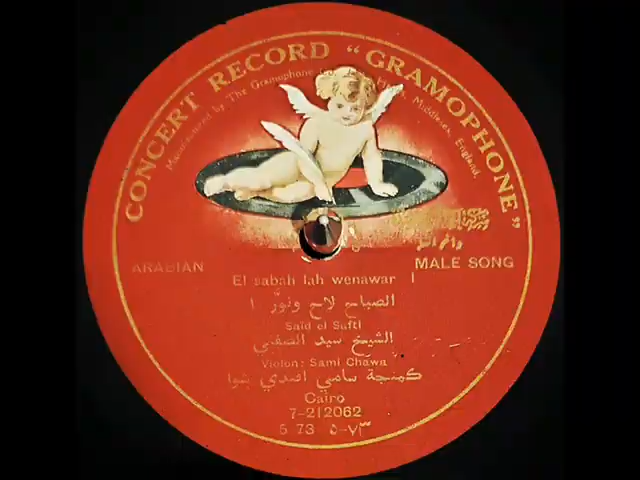 CONCERT RECORD “GRAMOPHONE”
Manufactured by The Gramophone Middlesex, England.
ARABIAN
MALE SONG
El sabah lah wenawar I
الصباح لاح ونوّر ١
Said el Safti
الشيخ سيد الصفتي
Violon: Sami Chawa
كمنجة سامي افندي شوا
Cairo
7-212062
5 73 ٥-٧٣